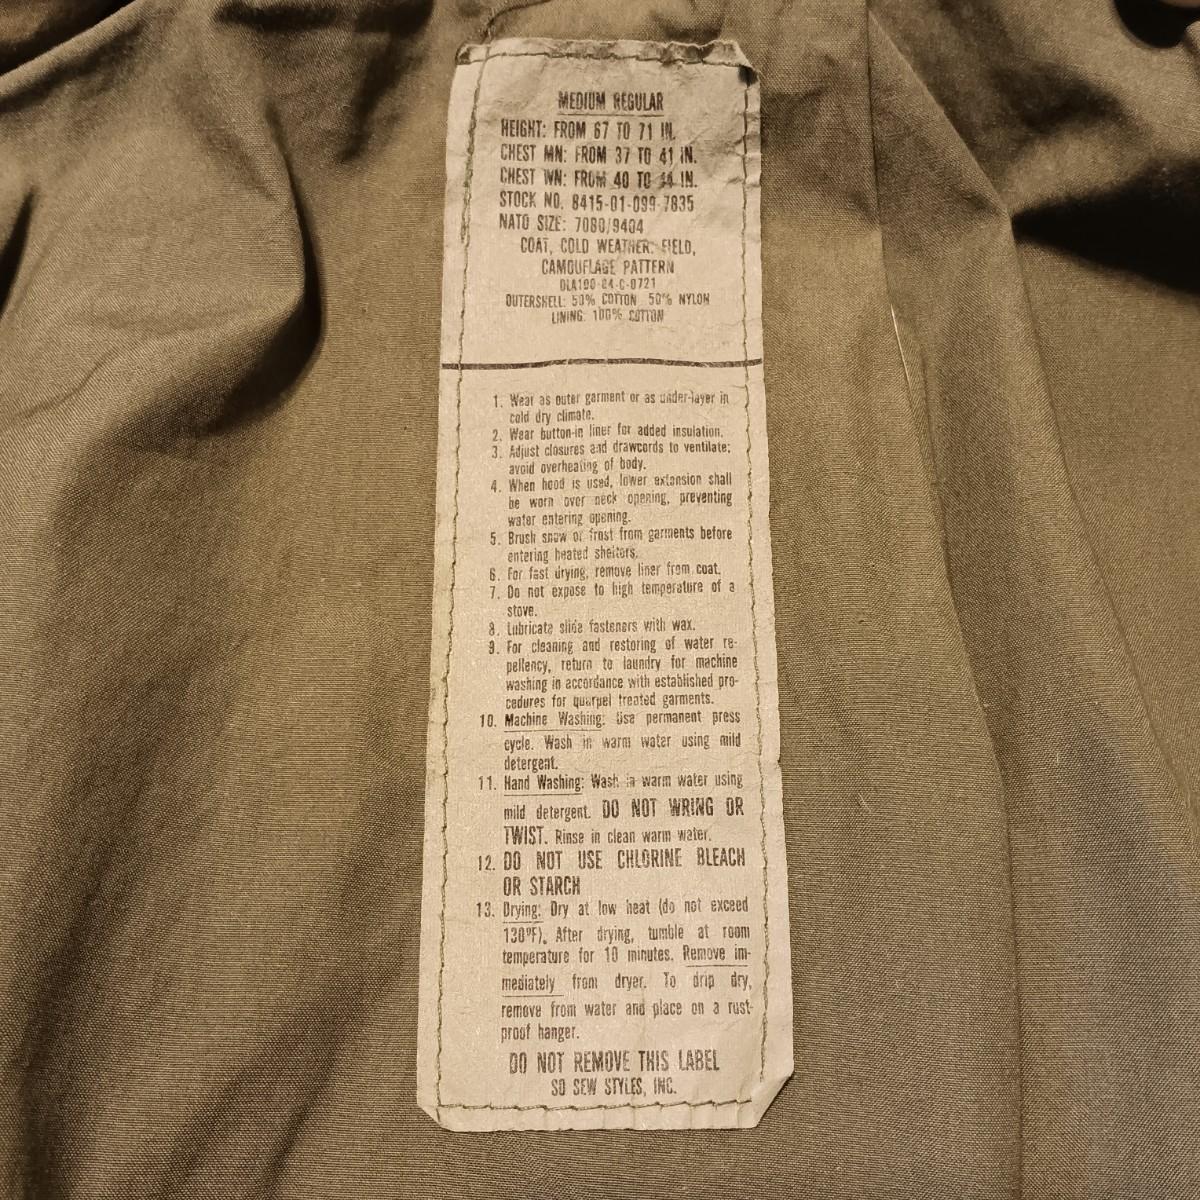 MEDIUM REGULAR
HEIGHT: FROM 67 TO 71 IN.
CHEST MN: FROM 37 TO 41 IN.
CHEST WN: FROM 40 TO 44 IN.
STOCK NO. 8415-01-099-7835
NATO SIZE: 7080/9404
COAT, COLD WEATHER: FIELD,
CAMOUFLAGE PATTERN
DLA100-84-C-0721
OUTERSHELL: 50% COTTON 50% NYLON
LINING: 100% COTTON
1. Wear as outer garment or as under-layer in
cold dry climate.
2. Wear button-in liner for added insulation.
3. Adjust closures and drawcords to ventilate;
avoid overheating of body.
4. When hood is used, lower extension shall
be worn over neck opening, preventing
water entering opening.
5. Brush snow or frost from garments before
entering heated shelters.
6. For fast drying, remove liner from coat.
7. Do not expose to high temperature of a
stove.
8. Lubricate slide fasteners with wax.
9. For cleaning and restoring of water re-
pellency, return to laundry for machine
washing in accordance with established pro-
cedures for quarpel treated garments.
10. Machine Washing: Use permanent press
cycle. Wash in warm water using mild
detergent.
11. Hand Washing: Wash in warm water using
mild detergent. DO NOT WRING OR
TWIST. Rinse in clean warm water.
12. DO NOT USE CHLORINE BLEACH
OR STARCH
13. Drying: Dry at low heat (do not exceed
130°F). After drying, tumble at room
temperature for 10 minutes. Remove im-
mediately from dryer. To drip dry,
remove from water and place on a rust-
proof hanger.
DO NOT REMOVE THIS LABEL
SO SEW STYLES, INC.